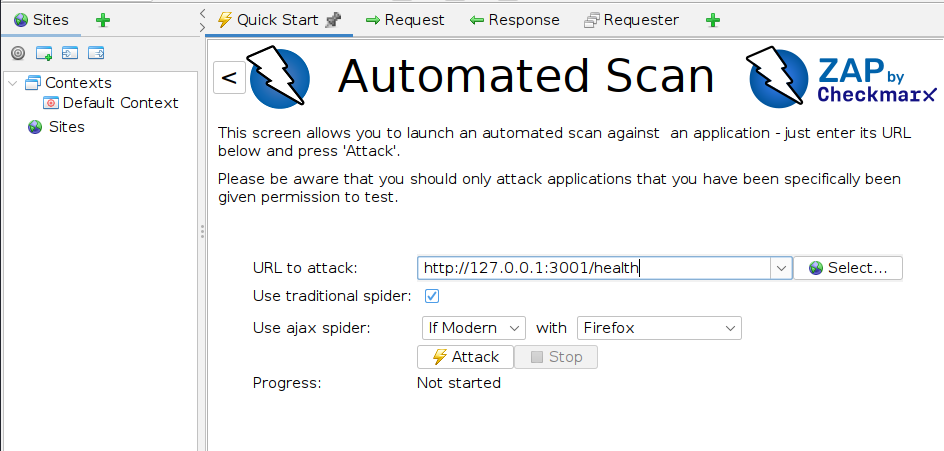 Sites
Quick Start
Request
Response
Requester
Contexts
Default Context
Sites
<
Automated Scan
ZAP by
Checkmarx
This screen allows you to launch an automated scan against  an application - just enter its URL
below and press 'Attack'.
Please be aware that you should only attack applications that you have been specifically been
given permission to test.
URL to attack:
http://127.0.0.1:3001/health
Select...
Use traditional spider:
Use ajax spider:
If Modern
with
Firefox
Attack
Stop
Progress:
Not started